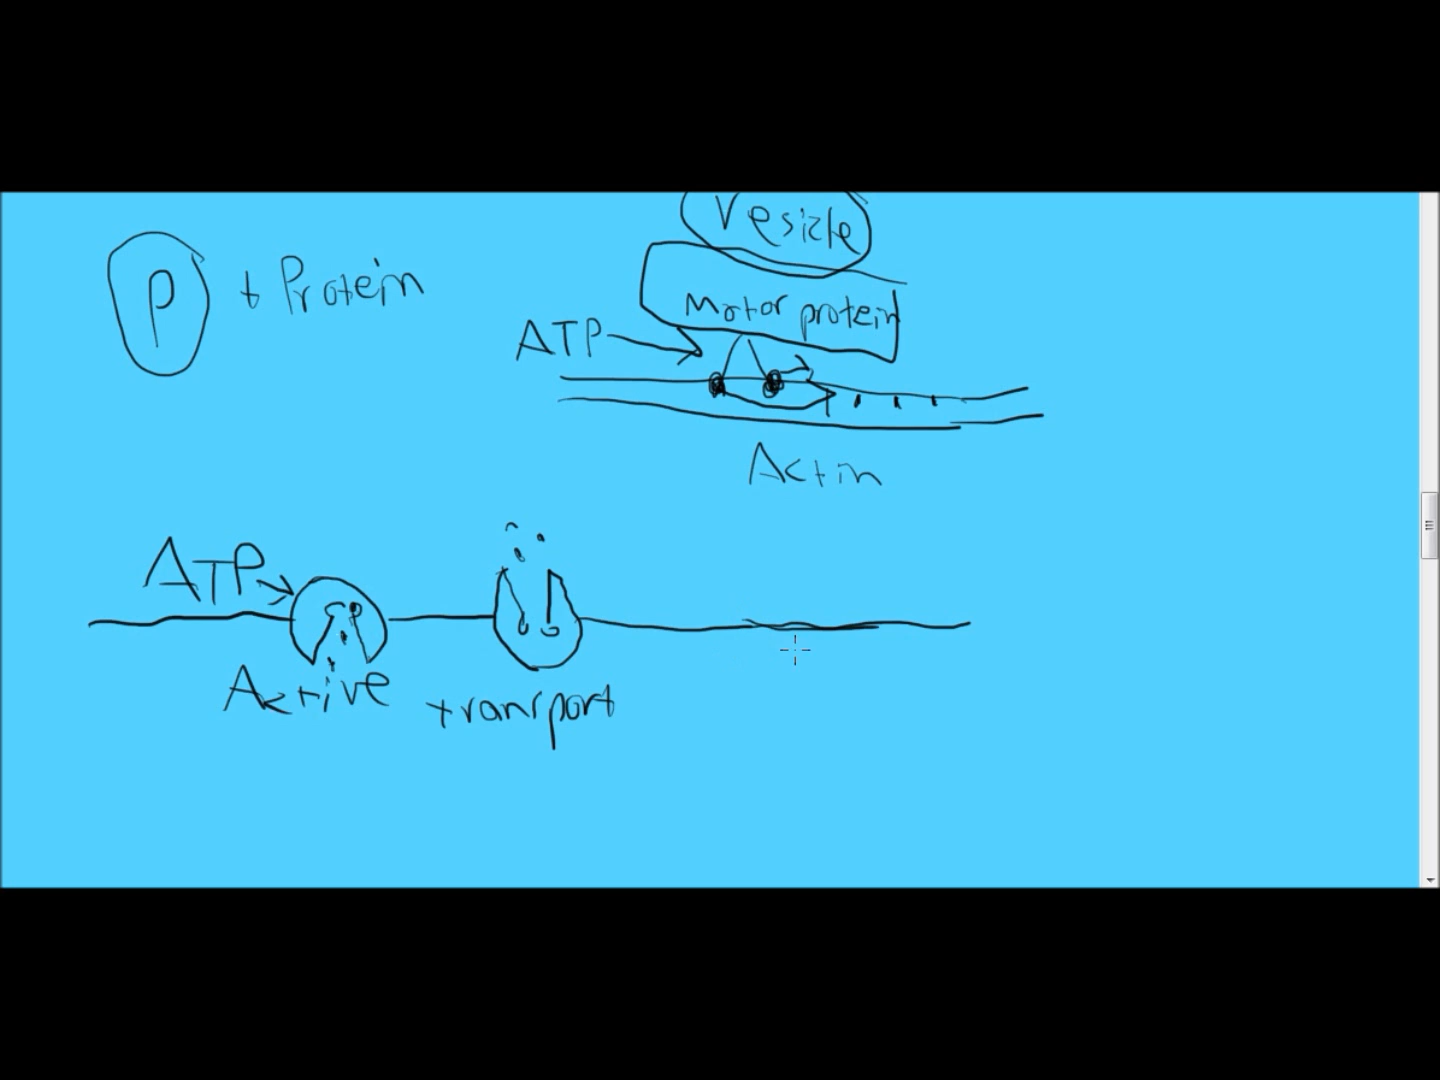 Vesicle
P + Protein
Motor protein
ATP
Actin
ATP
Active transport